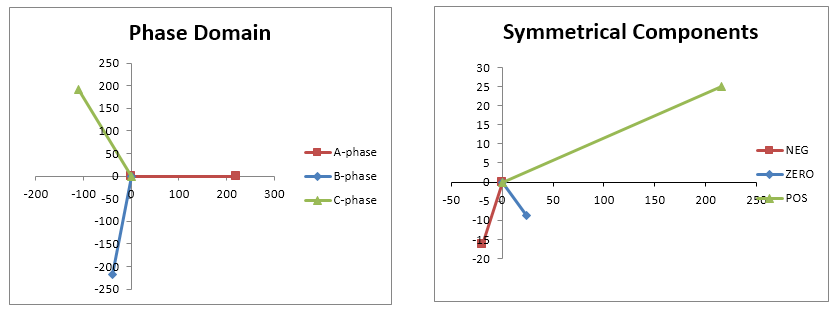 Phase Domain
250
200
150
100
50
0
-50
-100
-150
-200
-250
-200 -100 0 100 200 300
A-phase
B-phase
C-phase
Symmetrical Components
30
25
20
15
10
5
0
-5
-10
-15
-20
-50 0 50 100 150 200 250
NEG
ZERO
POS